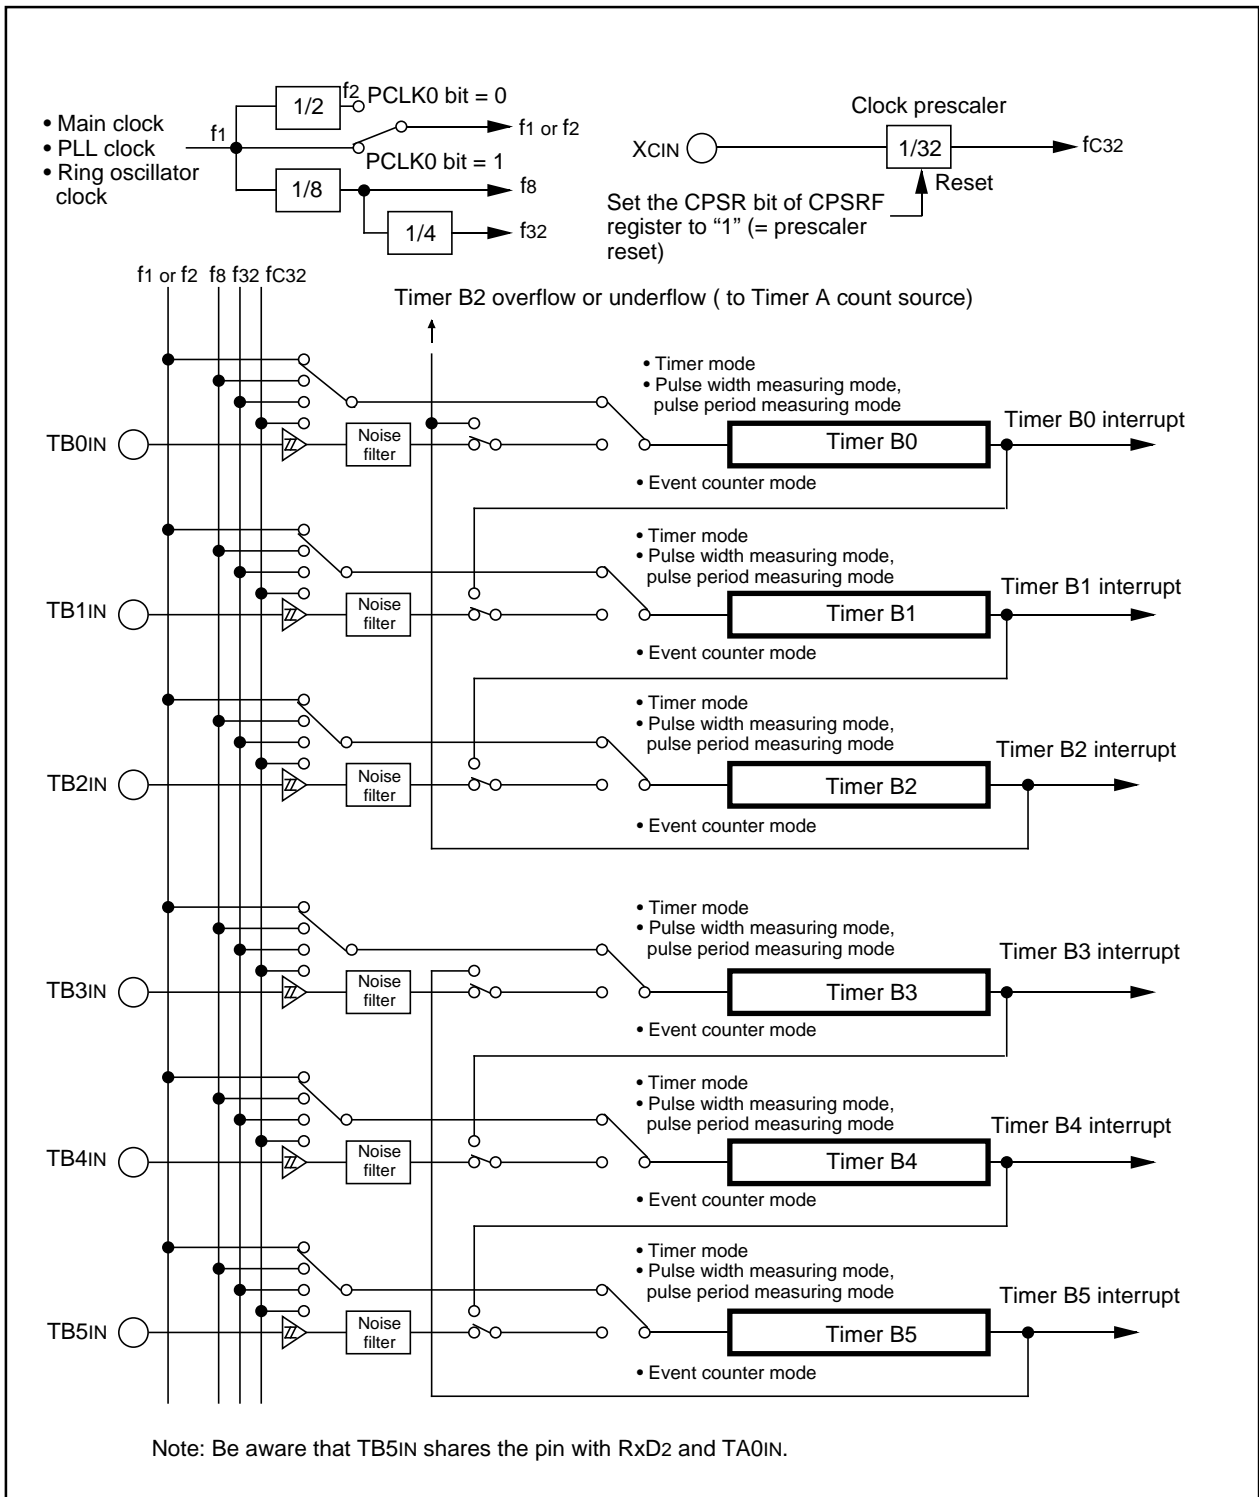 • Main clock
• PLL clock
• Ring oscillator
clock
f1
1/2
f2
PCLK0 bit = 0
f1 or f2
PCLK0 bit = 1
1/8
f8
1/4
f32
Clock prescaler
XCIN
1/32
fC32
Reset
Set the CPSR bit of CPSRF
register to “1” (= prescaler
reset)
f1 or f2 f8 f32 fC32
Timer B2 overflow or underflow ( to Timer A count source)
• Timer mode
• Pulse width measuring mode,
pulse period measuring mode
TB0IN
Noise
filter
Timer B0
Timer B0 interrupt
• Event counter mode
• Timer mode
• Pulse width measuring mode,
pulse period measuring mode
TB1IN
Noise
filter
Timer B1
Timer B1 interrupt
• Event counter mode
• Timer mode
• Pulse width measuring mode,
pulse period measuring mode
TB2IN
Noise
filter
Timer B2
Timer B2 interrupt
• Event counter mode
• Timer mode
• Pulse width measuring mode,
pulse period measuring mode
TB3IN
Noise
filter
Timer B3
Timer B3 interrupt
• Event counter mode
• Timer mode
• Pulse width measuring mode,
pulse period measuring mode
TB4IN
Noise
filter
Timer B4
Timer B4 interrupt
• Event counter mode
• Timer mode
• Pulse width measuring mode,
pulse period measuring mode
TB5IN
Noise
filter
Timer B5
Timer B5 interrupt
• Event counter mode
Note: Be aware that TB5IN shares the pin with RxD2 and TA0IN.